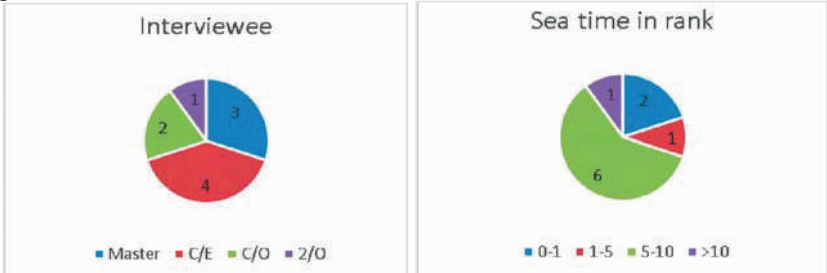 Interviewee
1
3
2
4
Master C/E C/O 2/O
Sea time in rank
1
2
1
6
0-1 1-5 5-10 >10